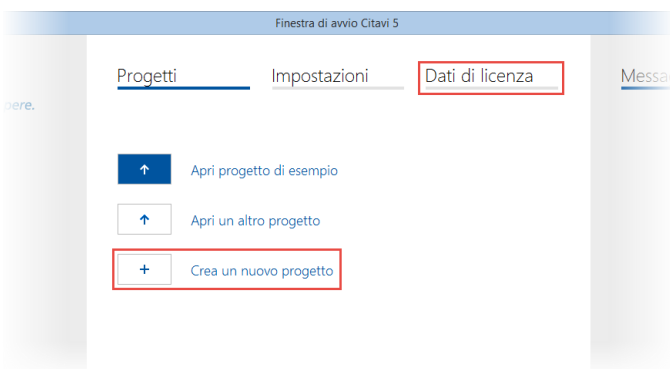 Finestra di avvio Citavi 5
Progetti Impostazioni Dati di licenza
Apri progetto di esempio
Apri un altro progetto
Crea un nuovo progetto